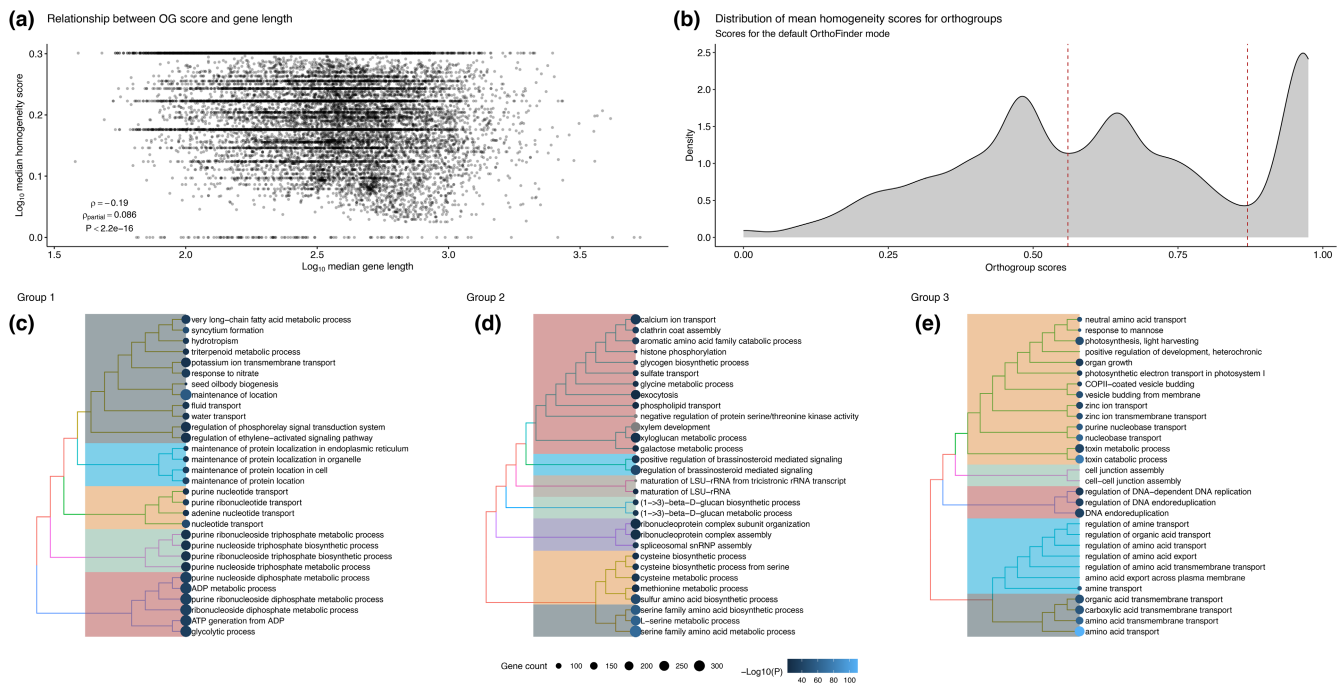 (a) Relationship between OG score and gene length
Log10 median homogeneity score
0.3
0.2
0.1
0.0
ρ = −0.19
ρpartial = 0.086
P < 2.2e−16
1.5 2.0 2.5 3.0 3.5
Log10 median gene length
(b) Distribution of mean homogeneity scores for orthogroups
Scores for the default OrthoFinder mode
Density
2.5
2.0
1.5
1.0
0.5
0.0
0.00 0.25 0.50 0.75 1.00
Orthogroup scores
Group 1
(c)
very long−chain fatty acid metabolic process
syncytium formation
hydrotropism
triterpenoid metabolic process
potassium ion transmembrane transport
response to nitrate
seed oilbody biogenesis
maintenance of location
fluid transport
water transport
regulation of phosphorelay signal transduction system
regulation of ethylene−activated signaling pathway
maintenance of protein localization in endoplasmic reticulum
maintenance of protein localization in organelle
maintenance of protein location in cell
maintenance of protein location
purine nucleotide transport
purine ribonucleotide transport
adenine nucleotide transport
nucleotide transport
purine ribonucleoside triphosphate metabolic process
purine nucleoside triphosphate biosynthetic process
purine ribonucleoside triphosphate biosynthetic process
purine nucleoside triphosphate metabolic process
purine nucleoside diphosphate metabolic process
ADP metabolic process
purine ribonucleoside diphosphate metabolic process
ribonucleoside diphosphate metabolic process
ATP generation from ADP
glycolytic process
Group 2
(d)
calcium ion transport
clathrin coat assembly
aromatic amino acid family catabolic process
histone phosphorylation
glycogen biosynthetic process
sulfate transport
glycine metabolic process
exocytosis
phospholipid transport
negative regulation of protein serine/threonine kinase activity
xylem development
xyloglucan metabolic process
galactose metabolic process
positive regulation of brassinosteroid mediated signaling
regulation of brassinosteroid mediated signaling
maturation of LSU−rRNA from tricistronic rRNA transcript
maturation of LSU−rRNA
(1−>3)−beta−D−glucan biosynthetic process
(1−>3)−beta−D−glucan metabolic process
ribonucleoprotein complex subunit organization
ribonucleoprotein complex assembly
spliceosomal snRNP assembly
cysteine biosynthetic process
cysteine biosynthetic process from serine
cysteine metabolic process
methionine metabolic process
sulfur amino acid biosynthetic process
serine family amino acid biosynthetic process
L−serine metabolic process
serine family amino acid metabolic process
Group 3
(e)
neutral amino acid transport
response to mannose
photosynthesis, light harvesting
positive regulation of development, heterochronic
organ growth
photosynthetic electron transport in photosystem I
COPII−coated vesicle budding
vesicle budding from membrane
zinc ion transport
zinc ion transmembrane transport
purine nucleobase transport
nucleobase transport
toxin metabolic process
toxin catabolic process
cell junction assembly
cell−cell junction assembly
regulation of DNA−dependent DNA replication
regulation of DNA endoreduplication
DNA endoreduplication
regulation of amine transport
regulation of organic acid transport
regulation of amino acid transport
regulation of amino acid export
regulation of amino acid transmembrane transport
amino acid export across plasma membrane
amine transport
organic acid transmembrane transport
carboxylic acid transmembrane transport
amino acid transmembrane transport
amino acid transport
Gene count 100 150 200 250 300
−Log10(P) 40 60 80 100